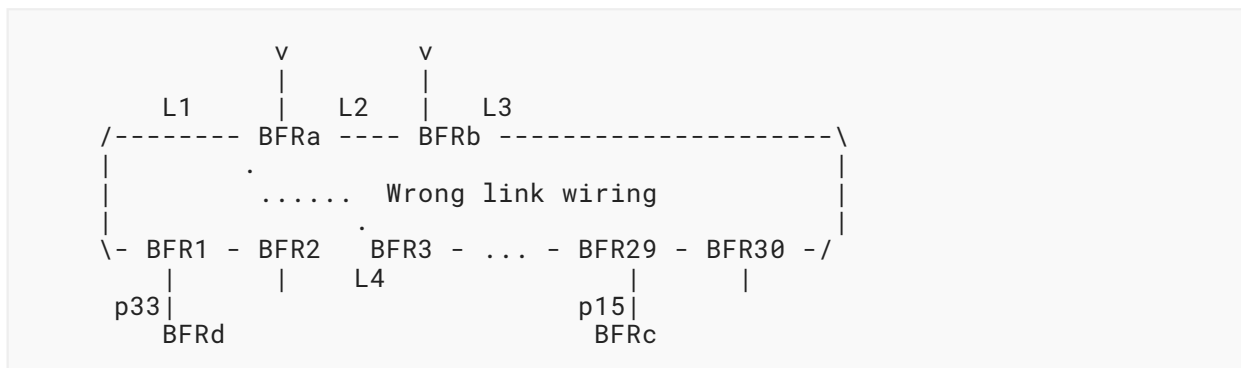 v        v
         |        |
  L1     |   L2   |   L3
/-------- BFRa ---- BFRb ---------------------\
|        .                                    |
|         ......  Wrong link wiring           |
|               .                             |
\- BFR1 - BFR2   BFR3 - ... - BFR29 - BFR30 -/
    |      |  L4                |      |
 p33|                        p15|
    BFRd                      BFRc